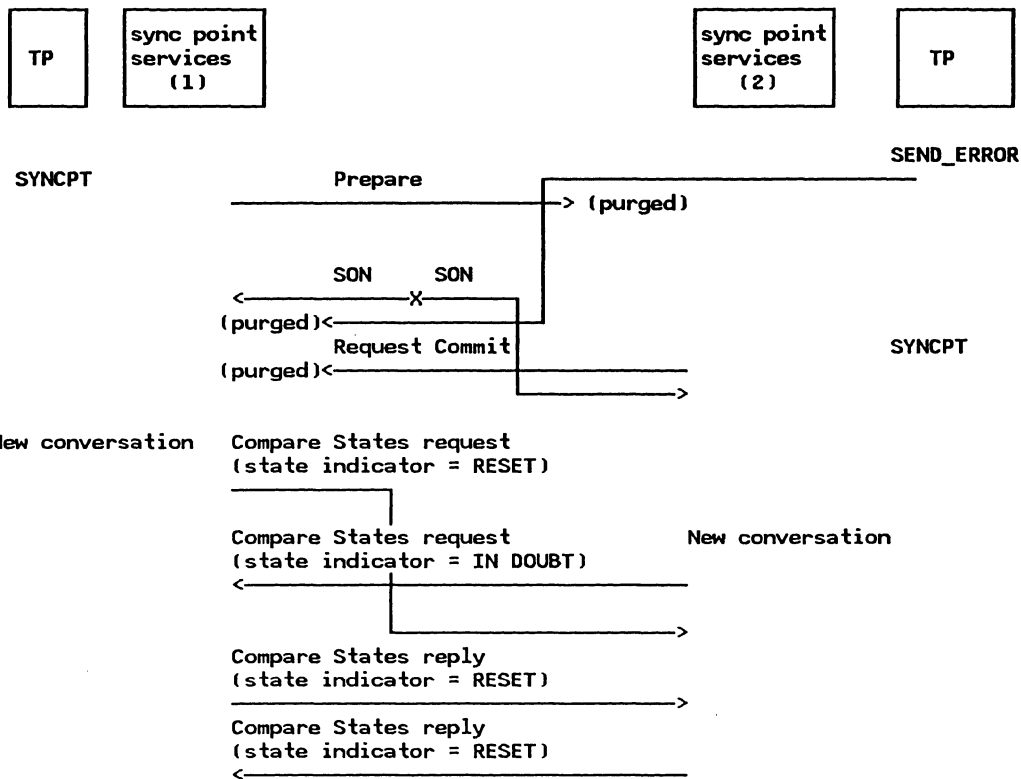 TP
sync point
services
(1)
sync point
services
(2)
TP
SEND_ERROR
SYNCPT
Prepare
(purged)
SON SON
X
(purged)
Request Commit
SYNCPT
(purged)
New conversation
Compare States request
(state indicator = RESET)
Compare States request
New conversation
(state indicator = IN DOUBT)
Compare States reply
(state indicator = RESET)
Compare States reply
(state indicator = RESET)